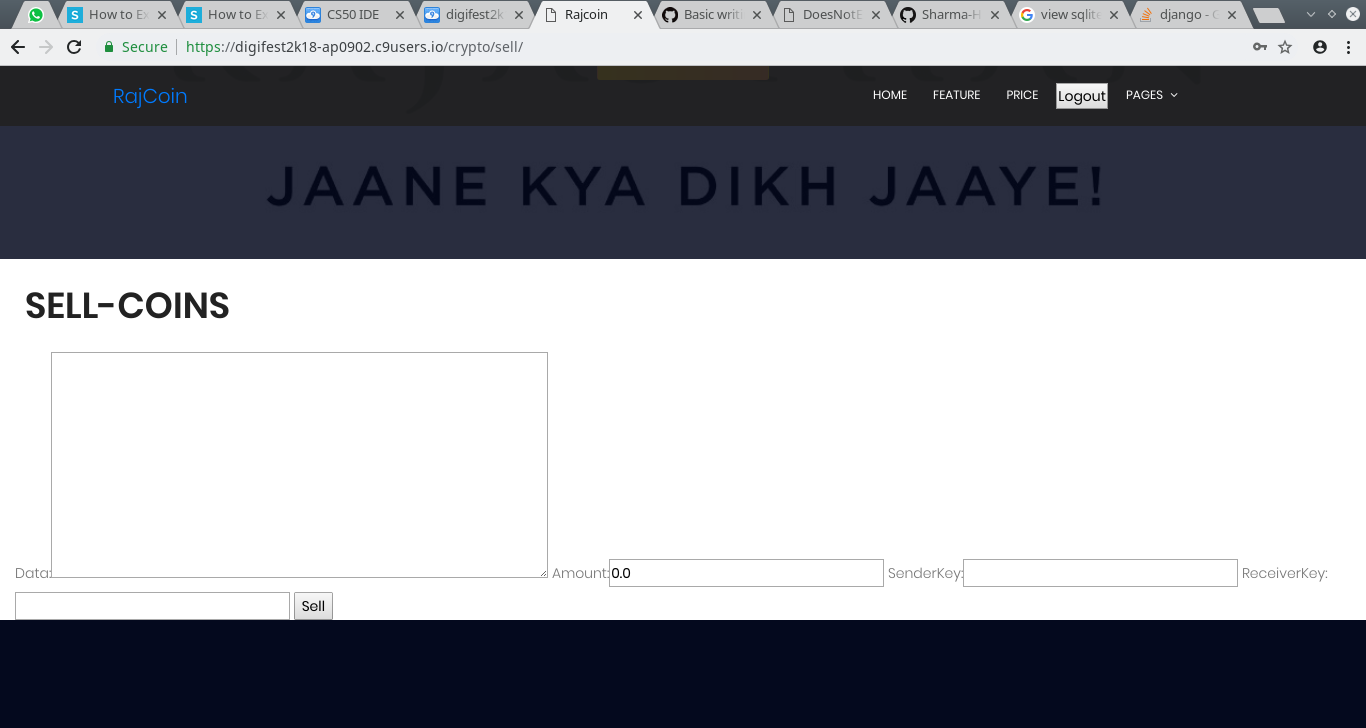 How to Ex
How to Ex
CS50 IDE
digifest2k
Rajcoin
Basic writi
DoesNotE
Sharma-H
view sqlite
django - G
Secure https://digifest2k18-ap0902.c9users.io/crypto/sell/
RajCoin
HOME FEATURE PRICE Logout PAGES
JAANE KYA DIKH JAAYE!
SELL-COINS
Data: Amount: 0.0 SenderKey: ReceiverKey:
Sell